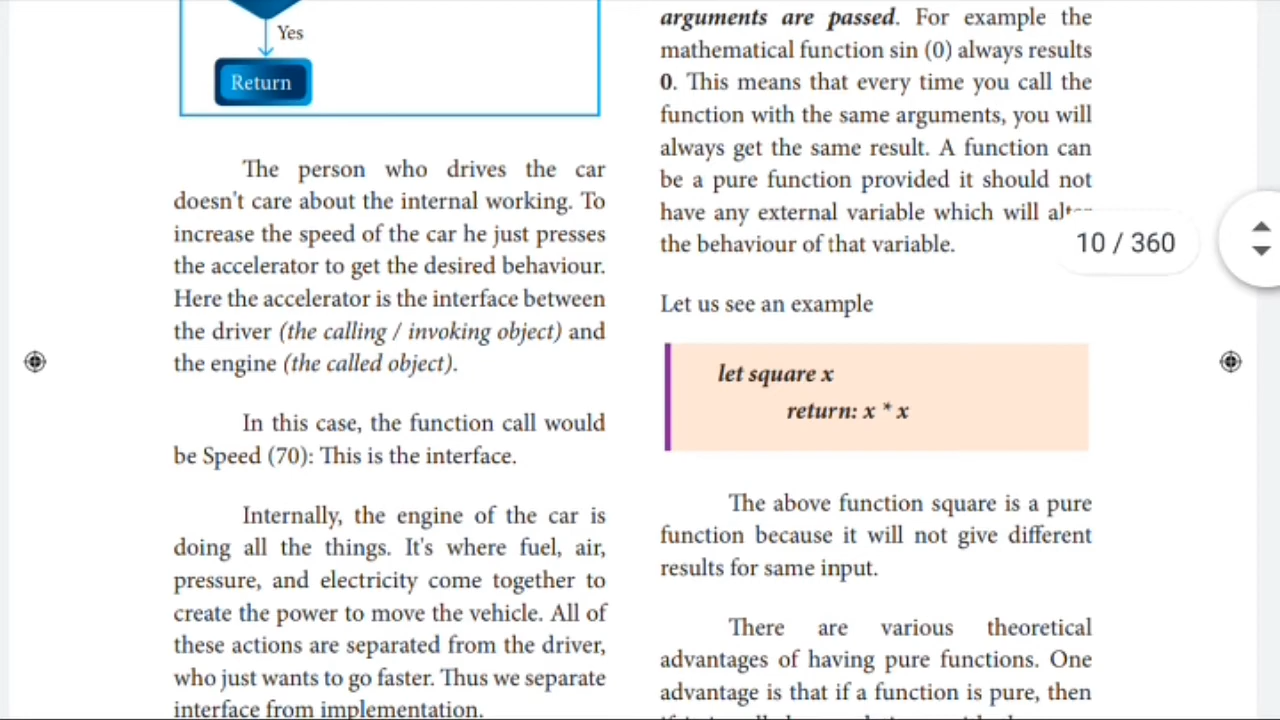 Yes
Return
The person who drives the car
doesn't care about the internal working. To
increase the speed of the car he just presses
the accelerator to get the desired behaviour.
Here the accelerator is the interface between
the driver (the calling / invoking object) and
the engine (the called object).
In this case, the function call would
be Speed (70): This is the interface.
Internally, the engine of the car is
doing all the things. It's where fuel, air,
pressure, and electricity come together to
create the power to move the vehicle. All of
these actions are separated from the driver,
who just wants to go faster. Thus we separate
interface from implementation.
arguments are passed. For example the
mathematical function sin (0) always results
0. This means that every time you call the
function with the same arguments, you will
always get the same result. A function can
be a pure function provided it should not
have any external variable which will alter
the behaviour of that variable.
Let us see an example
let square x
return: x * x
The above function square is a pure
function because it will not give different
results for same input.
There are various theoretical
advantages of having pure functions. One
advantage is that if a function is pure, then
10 / 360